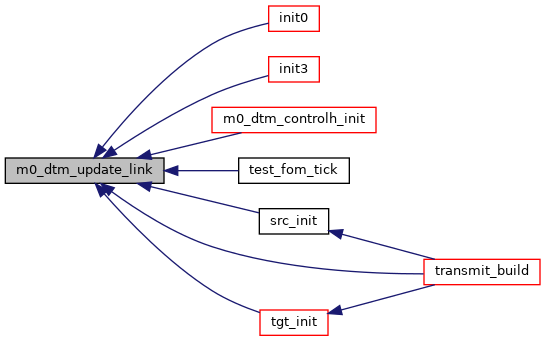 init0
init3
m0_dtm_controlh_init
m0_dtm_update_link
test_fom_tick
src_init
transmit_build
tgt_init